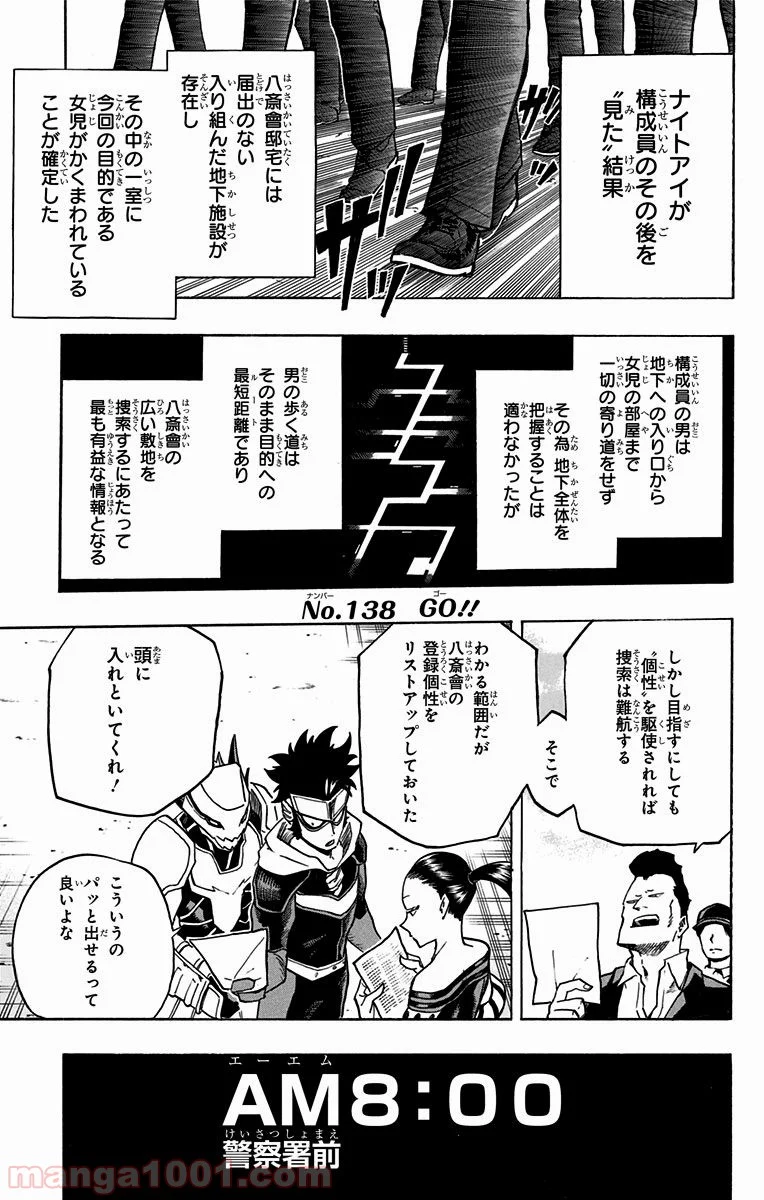 ナイトアイが
構成員のその後を
〝見た〟結果
八斎會邸宅には
届出のない
入り組んだ地下施設が
存在し
その中の一室に
今回の目的である
女児がかくまわれている
ことが確定した
ザッ
ザッ
構成員の男は
地下への入り口から
女児の部屋まで
一切の寄り道をせず
その為 地下全体を
把握することは
適わなかったが
男の歩く道は
そのまま目的への
最短距離であり
八斎會の
広い敷地を
捜索するにあたって
最も有益な情報となる
No.138 GO!!
しかし目指すにしても
〝個性〟を駆使されれば
捜索は難航する
そこで
わかる範囲だが
八斎會の
登録個性を
リストアップしておいた
頭に
入れといてくれ!
こういうの
パッと出せるって
良いよな
AM8:00
警察署前
manga1001.com